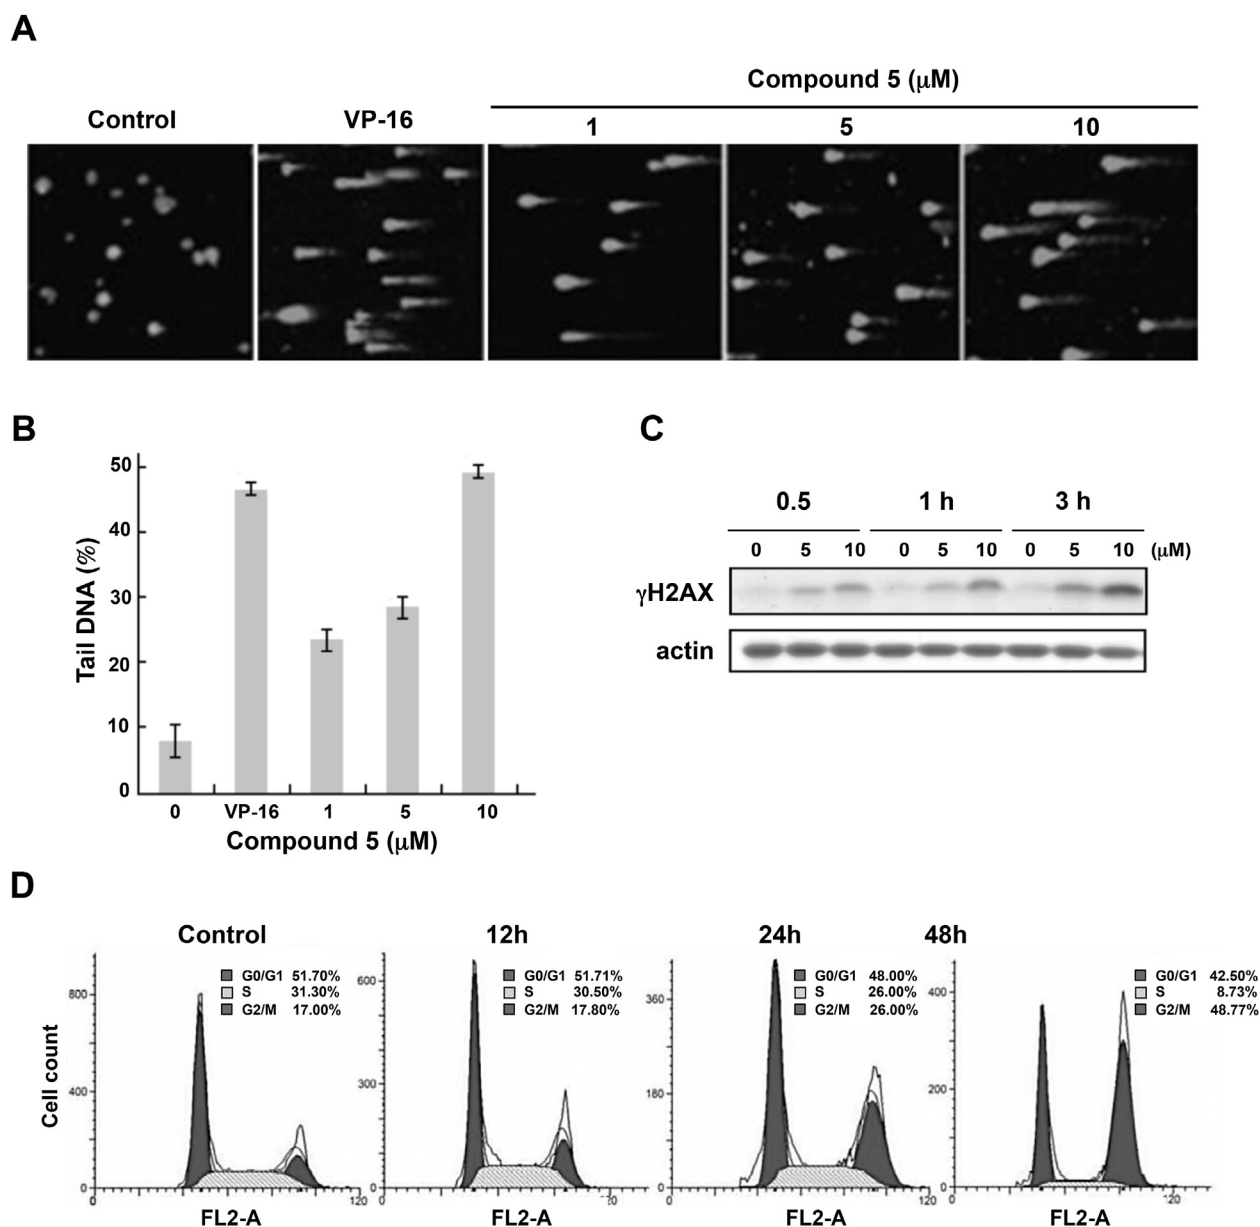 A
Compound 5 (μM)
Control VP-16 1 5 10
B
50
40
30
20
10
0
Tail DNA (%)
0 VP-16 1 5 10
Compound 5 (μM)
C
0.5 1 h 3 h
0 5 10 0 5 10 0 5 10 (μM)
γH2AX
actin
D
Control 12h 24h 48h
Cell count
800
400
0
G0/G1 51.70%
S 31.30%
G2/M 17.00%
0 120
FL2-A
600
300
0
G0/G1 51.71%
S 30.50%
G2/M 17.80%
0
FL2-A
360
180
0
G0/G1 48.00%
S 26.00%
G2/M 26.00%
0 120
FL2-A
400
200
0
G0/G1 42.50%
S 8.73%
G2/M 48.77%
0 120
FL2-A